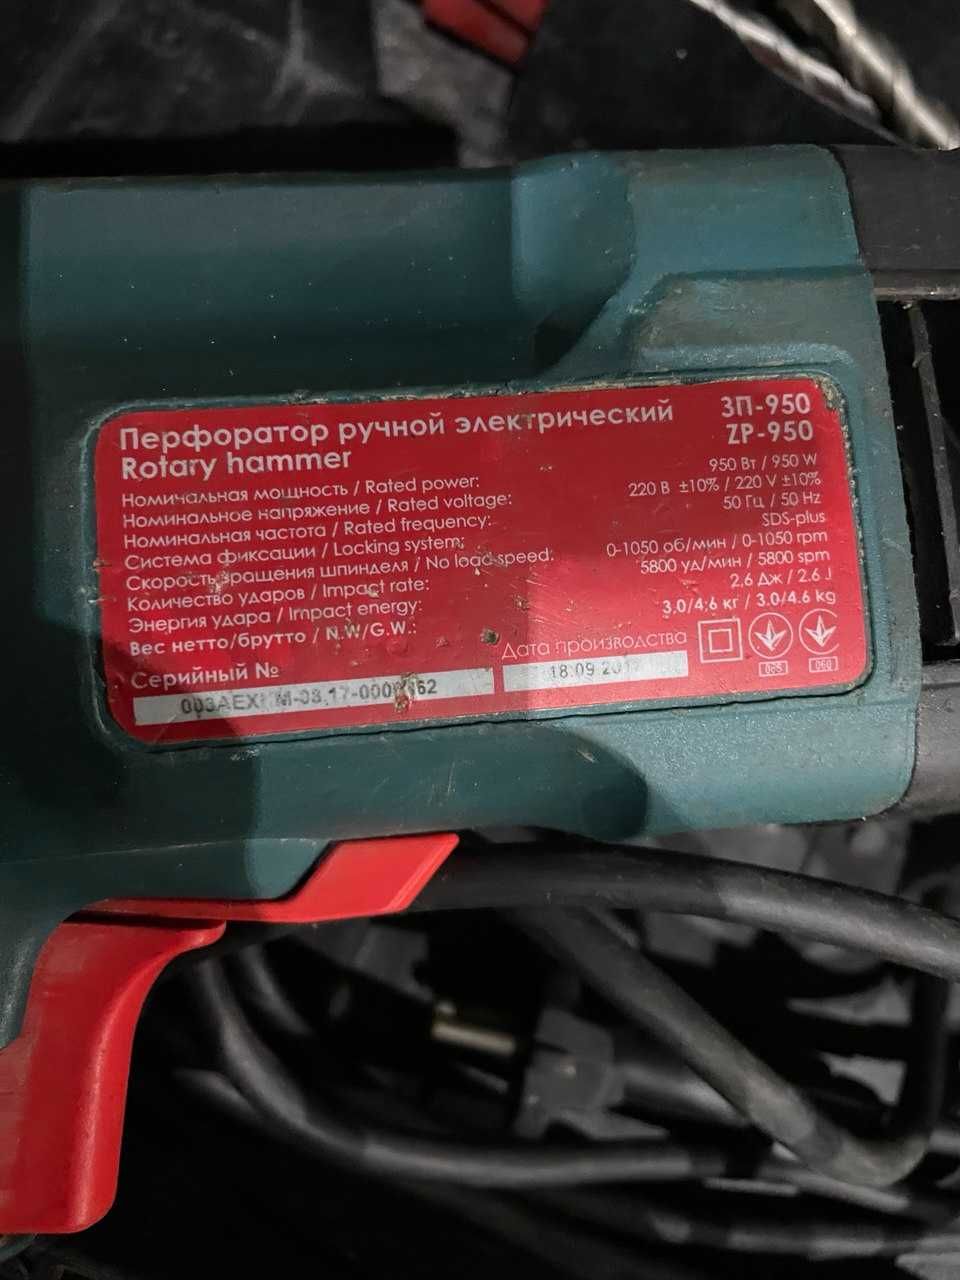 Перфоратор ручной электрический ЗП-950
Rotary hammer ZP-950
Номинальная мощность / Rated power: 950 Вт / 950 W
Номинальное напряжение / Rated voltage: 220 В ±10% / 220 V ±10%
Номинальная частота / Rated frequency: 50 Гц / 50 Hz
Система фиксации / Locking system: SDS-plus
Скорость вращения шпинделя / No load speed: 0-1050 об/мин / 0-1050 rpm
Количество ударов / Impact rate: 5800 уд/мин / 5800 spm
Энергия удара / Impact energy: 2,6 Дж / 2.6 J
Вес нетто/брутто / N.W/G.W.: 3,0/4,6 кг / 3.0/4.6 kg
Серийный № Дата производства
18.09
060